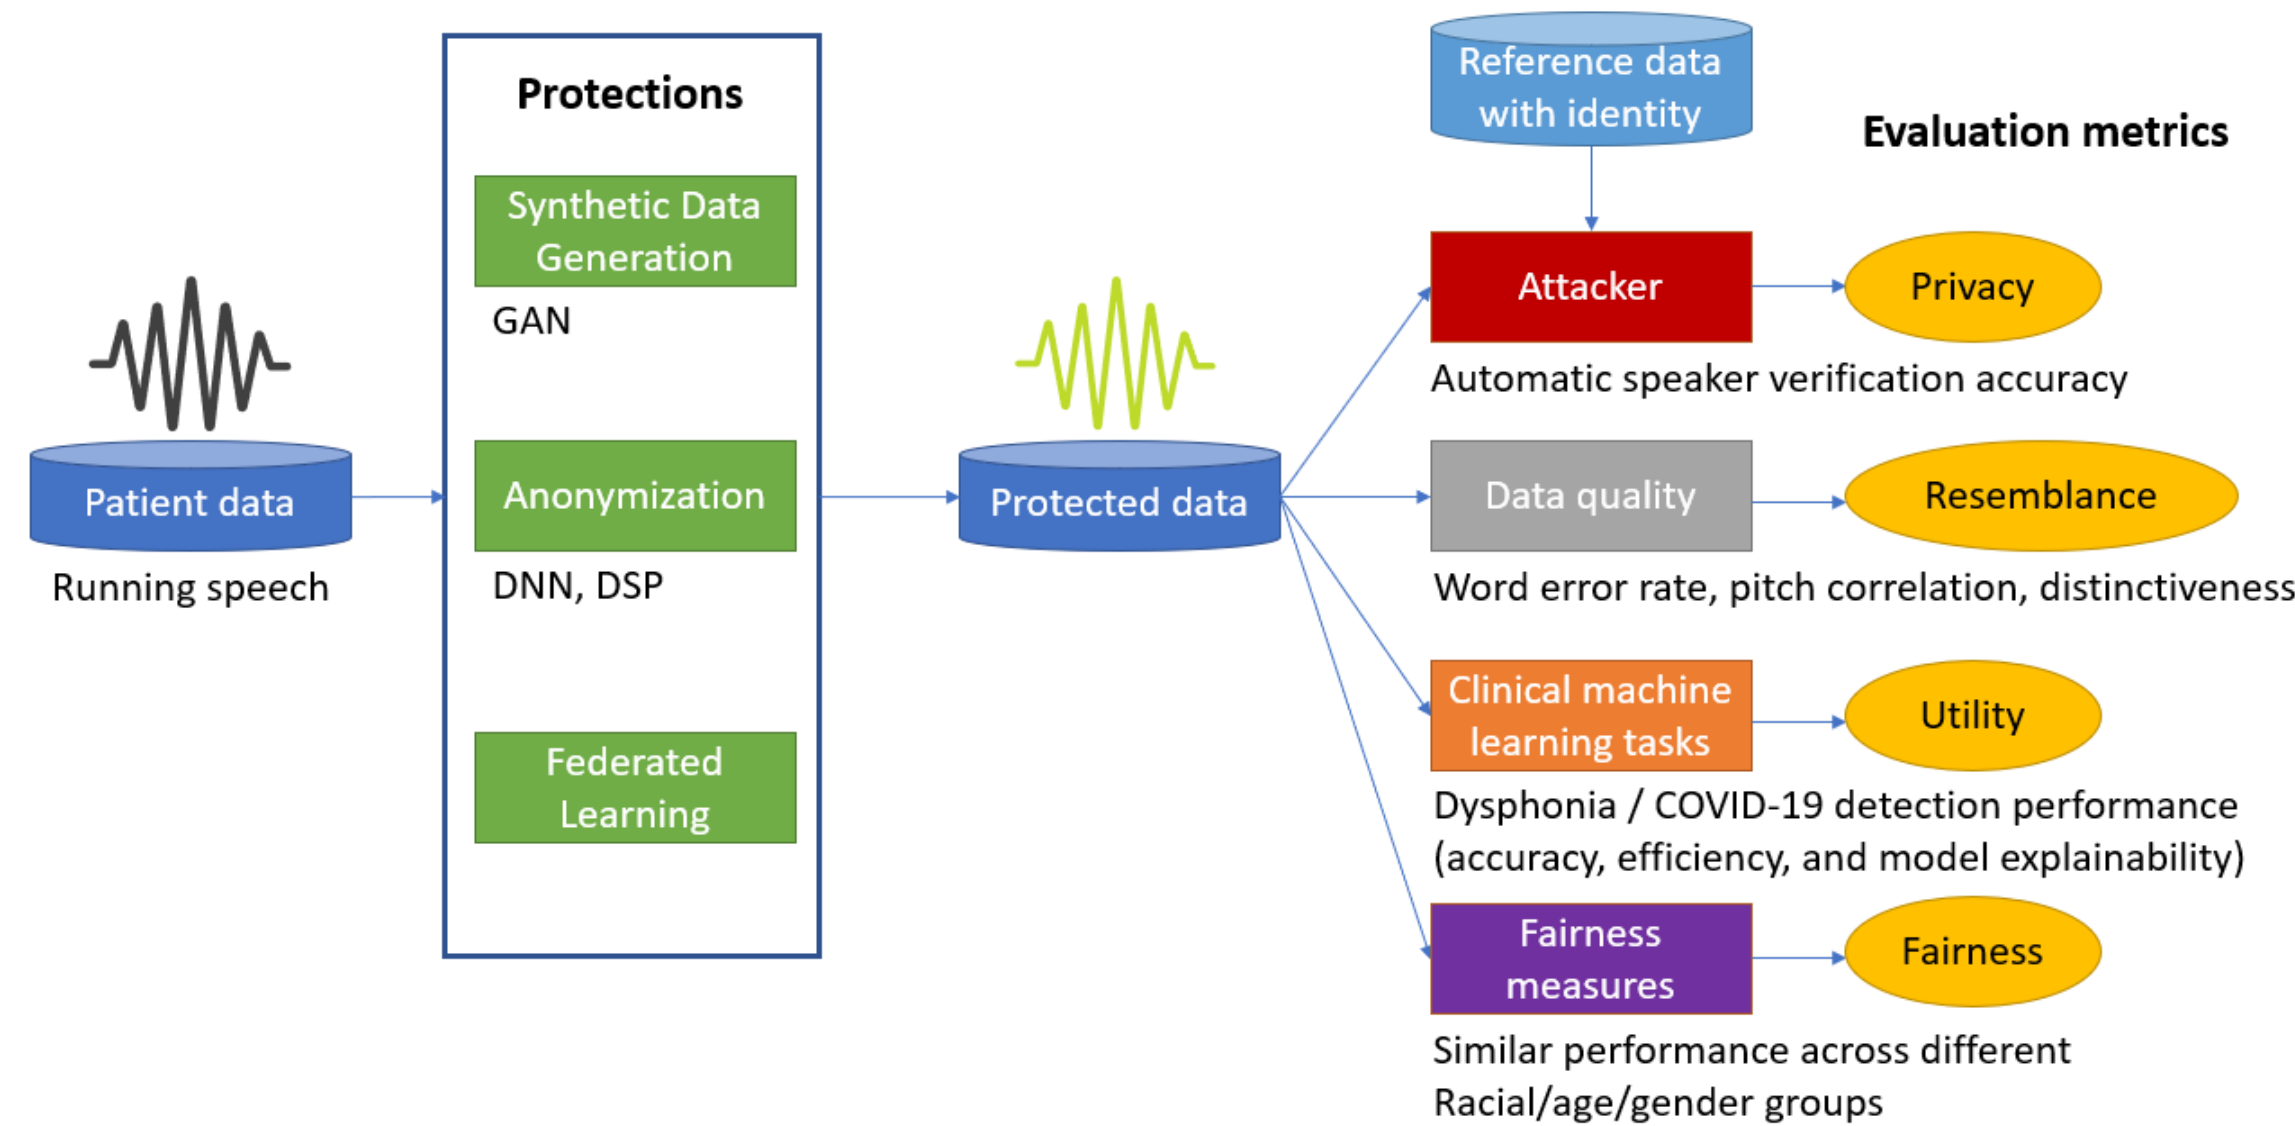 Patient data
Running speech
Protections
Synthetic Data
Generation
GAN
Anonymization
DNN, DSP
Federated
Learning
Protected data
Reference data
with identity
Evaluation metrics
Attacker
Privacy
Automatic speaker verification accuracy
Data quality
Resemblance
Word error rate, pitch correlation, distinctiveness
Clinical machine
learning tasks
Utility
Dysphonia / COVID-19 detection performance
(accuracy, efficiency, and model explainability)
Fairness
measures
Fairness
Similar performance across different
Racial/age/gender groups